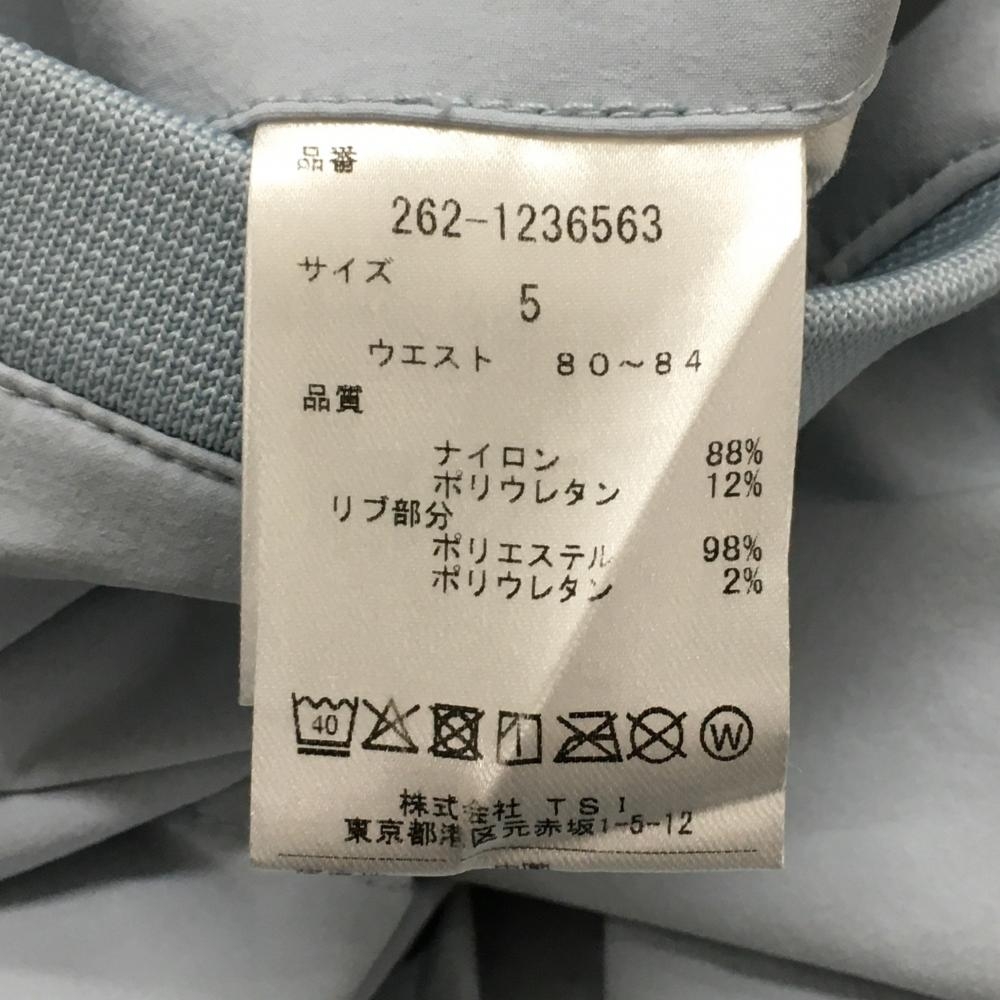 品番
262-1236563
サイズ
5
ウエスト 80～84
品質
ナイロン 88%
ポリウレタン 12%
リブ部分
ポリエステル 98%
ポリウレタン 2%
40
W
株式会社 TSI
東京都港区元赤坂1-5-12